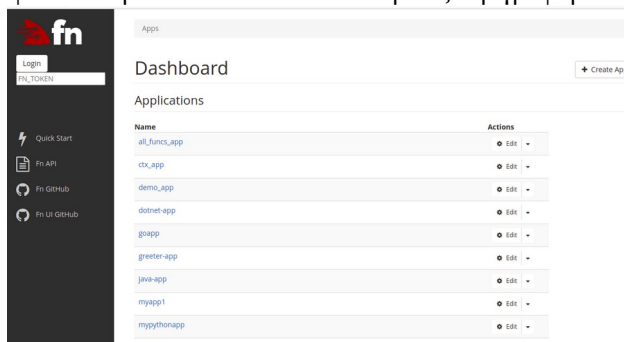 fn
Login
FN_TOKEN
Quick Start
Fn API
Fn GitHub
Fn UI GitHub
Apps
Dashboard
Create
Applications
Name Actions
all_funcs_app Edit
ctx_app Edit
demo_app Edit
dotnet-app Edit
goapp Edit
greeter-app Edit
java-app Edit
myapp1 Edit
mypythonapp Edit